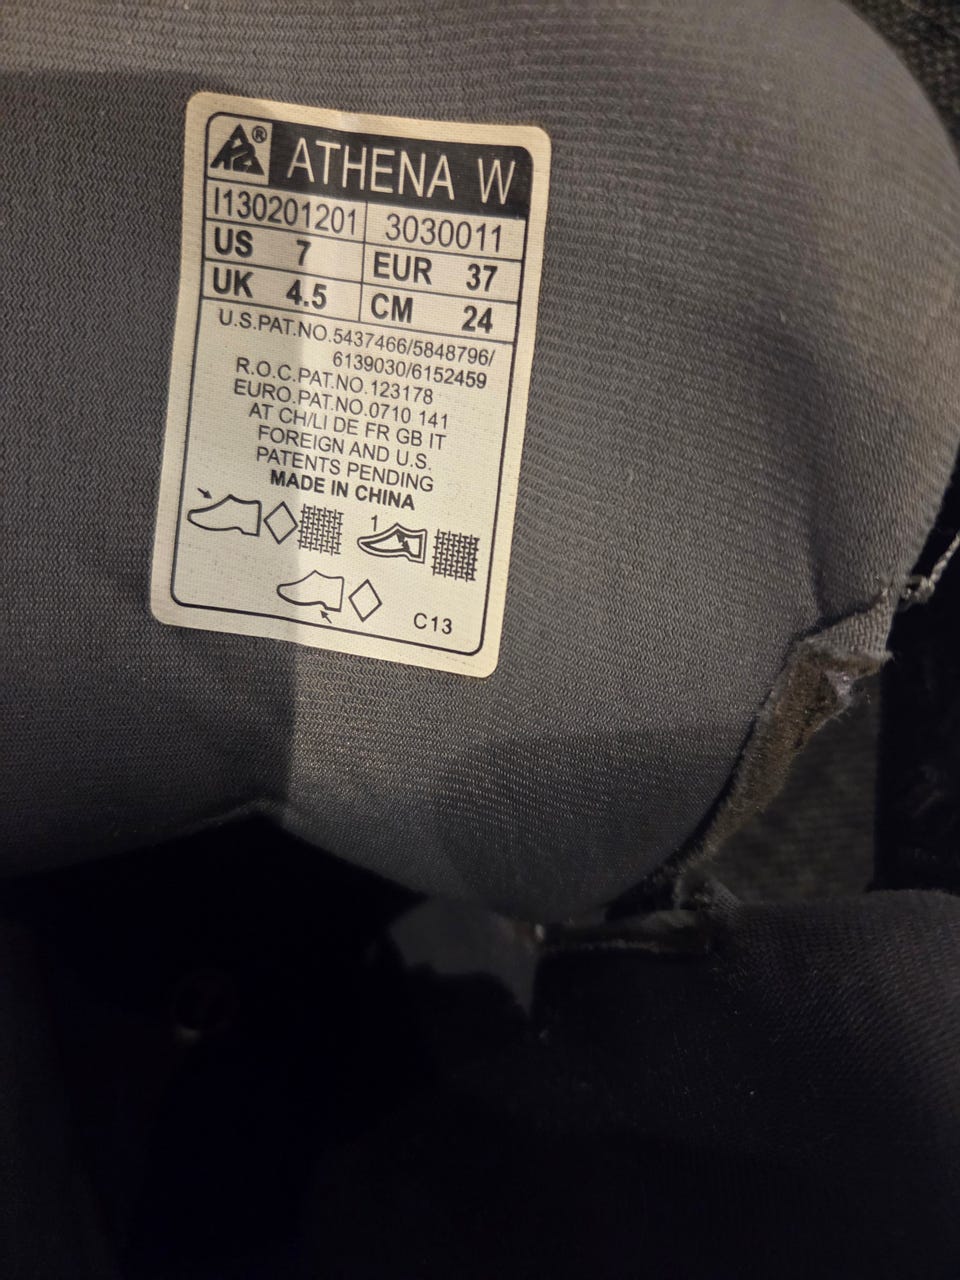 K2® ATHENA W
I130201201 3030011
US 7 EUR 37
UK 4.5 CM 24
U.S.PAT.NO.5437466/5848796/
6139030/6152459
R.O.C.PAT.NO.123178
EURO.PAT.NO.0710 141
AT CH/LI DE FR GB IT
FOREIGN AND U.S.
PATENTS PENDING
MADE IN CHINA
1
C13